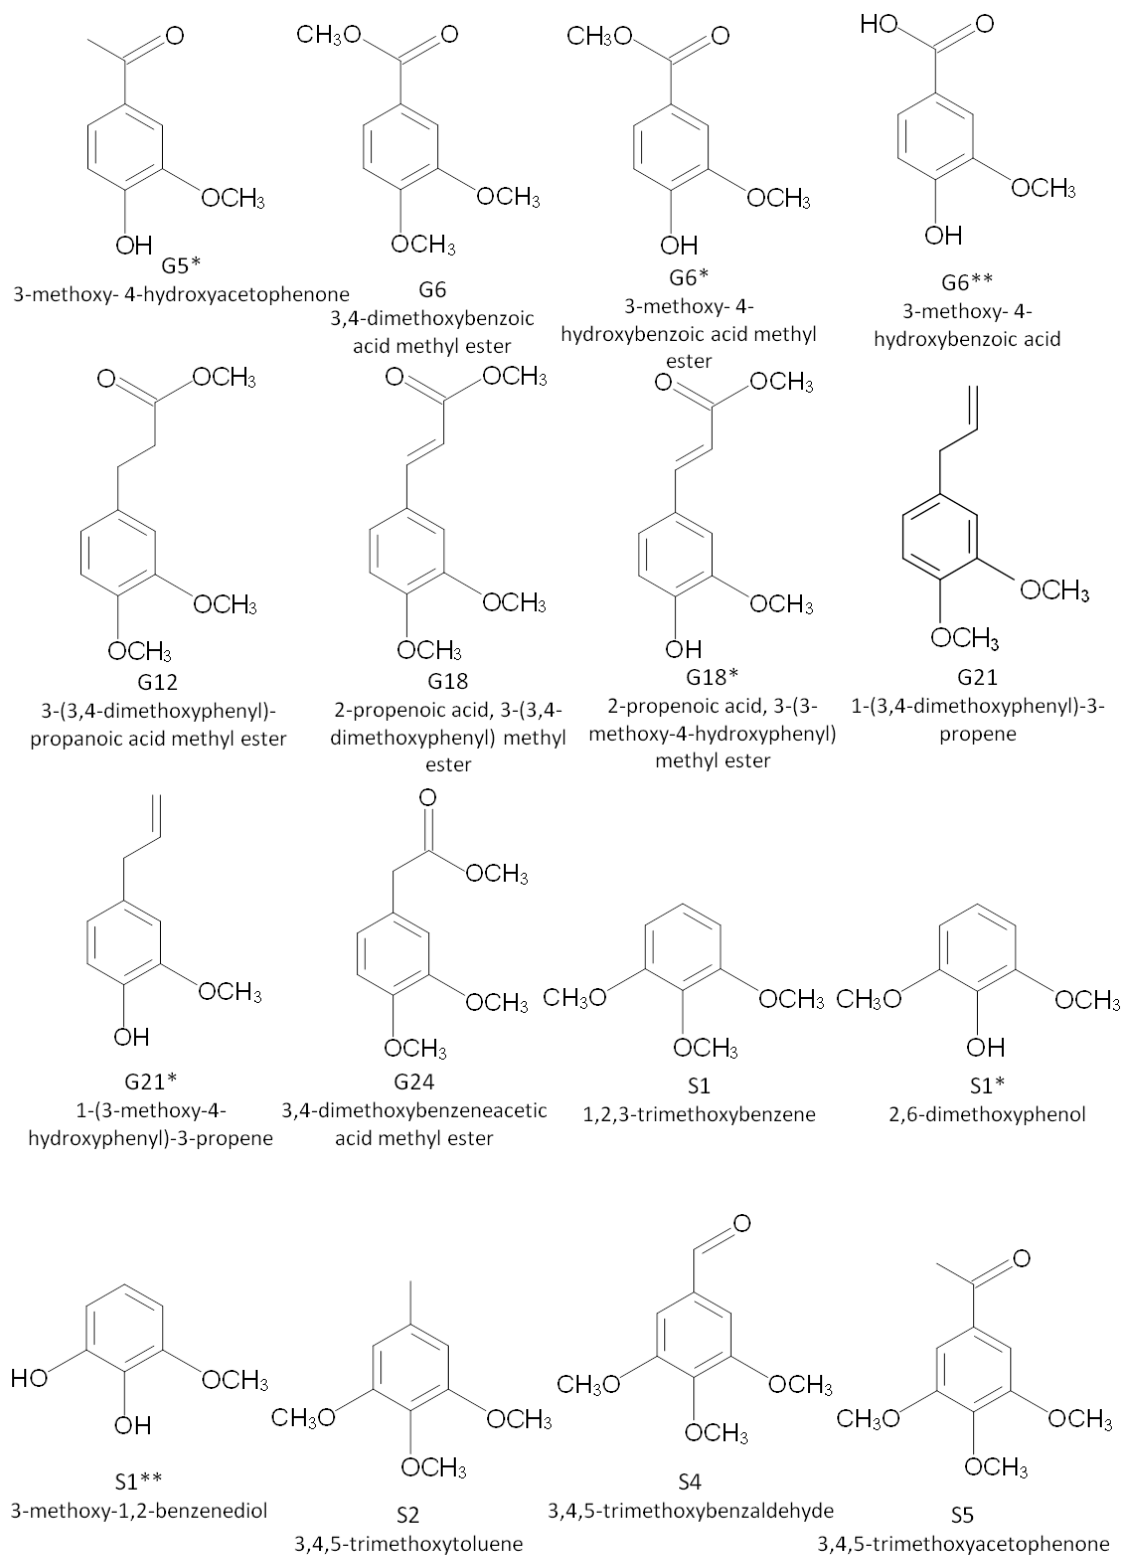 O
CH₃O
O
CH₃O
O
HO
O
OCH₃
OH
OCH₃
OCH₃
OCH₃
OH
OCH₃
OH
G5*
3-methoxy- 4-hydroxyacetophenone
G6
3,4-dimethoxybenzoic
acid methyl ester
G6*
3-methoxy- 4-
hydroxybenzoic acid methyl
ester
G6**
3-methoxy- 4-
hydroxybenzoic acid
O
OCH₃
O
OCH₃
O
OCH₃
OCH₃
OCH₃
OCH₃
OCH₃
OCH₃
OH
OCH₃
OCH₃
G12
3-(3,4-dimethoxyphenyl)-
propanoic acid methyl ester
G18
2-propenoic acid, 3-(3,4-
dimethoxyphenyl) methyl
ester
G18*
2-propenoic acid, 3-(3-
methoxy-4-hydroxyphenyl)
methyl ester
G21
1-(3,4-dimethoxyphenyl)-3-
propene
O
OCH₃
OCH₃
OH
OCH₃
OCH₃
CH₃O
OCH₃
OCH₃
CH₃O
OCH₃
OH
G21*
1-(3-methoxy-4-
hydroxyphenyl)-3-propene
G24
3,4-dimethoxybenzeneacetic
acid methyl ester
S1
1,2,3-trimethoxybenzene
S1*
2,6-dimethoxyphenol
O
O
HO
OCH₃
OH
CH₃O
OCH₃
OCH₃
CH₃O
OCH₃
OCH₃
CH₃O
OCH₃
OCH₃
S1**
3-methoxy-1,2-benzenediol
S2
3,4,5-trimethoxytoluene
S4
3,4,5-trimethoxybenzaldehyde
S5
3,4,5-trimethoxyacetophenone